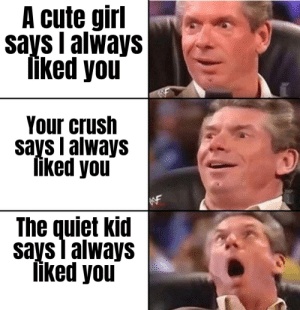 A cute girl
says I always
liked you
Your crush
says I always
liked you
The quiet kid
says I always
liked you